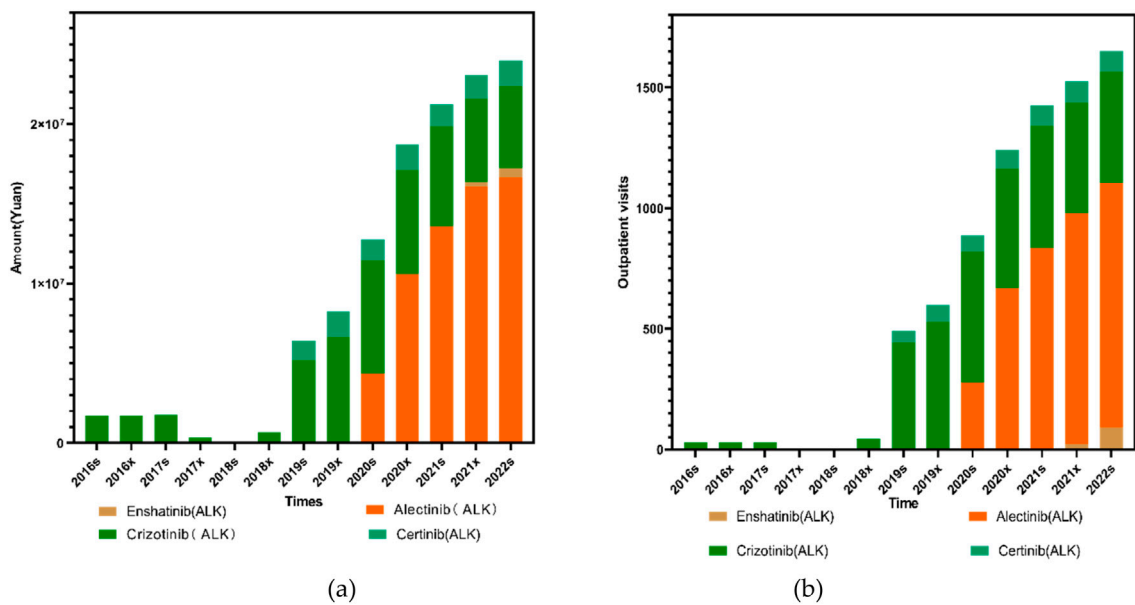 Amount(Yuan)
2×10⁷
1×10⁷
0
2016s 2016x 2017s 2017x 2018s 2018x 2019s 2019x 2020s 2020x 2021s 2021x 2022s
Times
Enshatinib(ALK) Alectinib( ALK)
Crizotinib( ALK) Certinib(ALK)
(a)
Outpatient visits
1500
1000
500
0
2016s 2016x 2017s 2017x 2018s 2018x 2019s 2019x 2020s 2020x 2021s 2021x 2022s
Time
Enshatinib(ALK) Alectinib(ALK)
Crizotinib(ALK) Certinib(ALK)
(b)